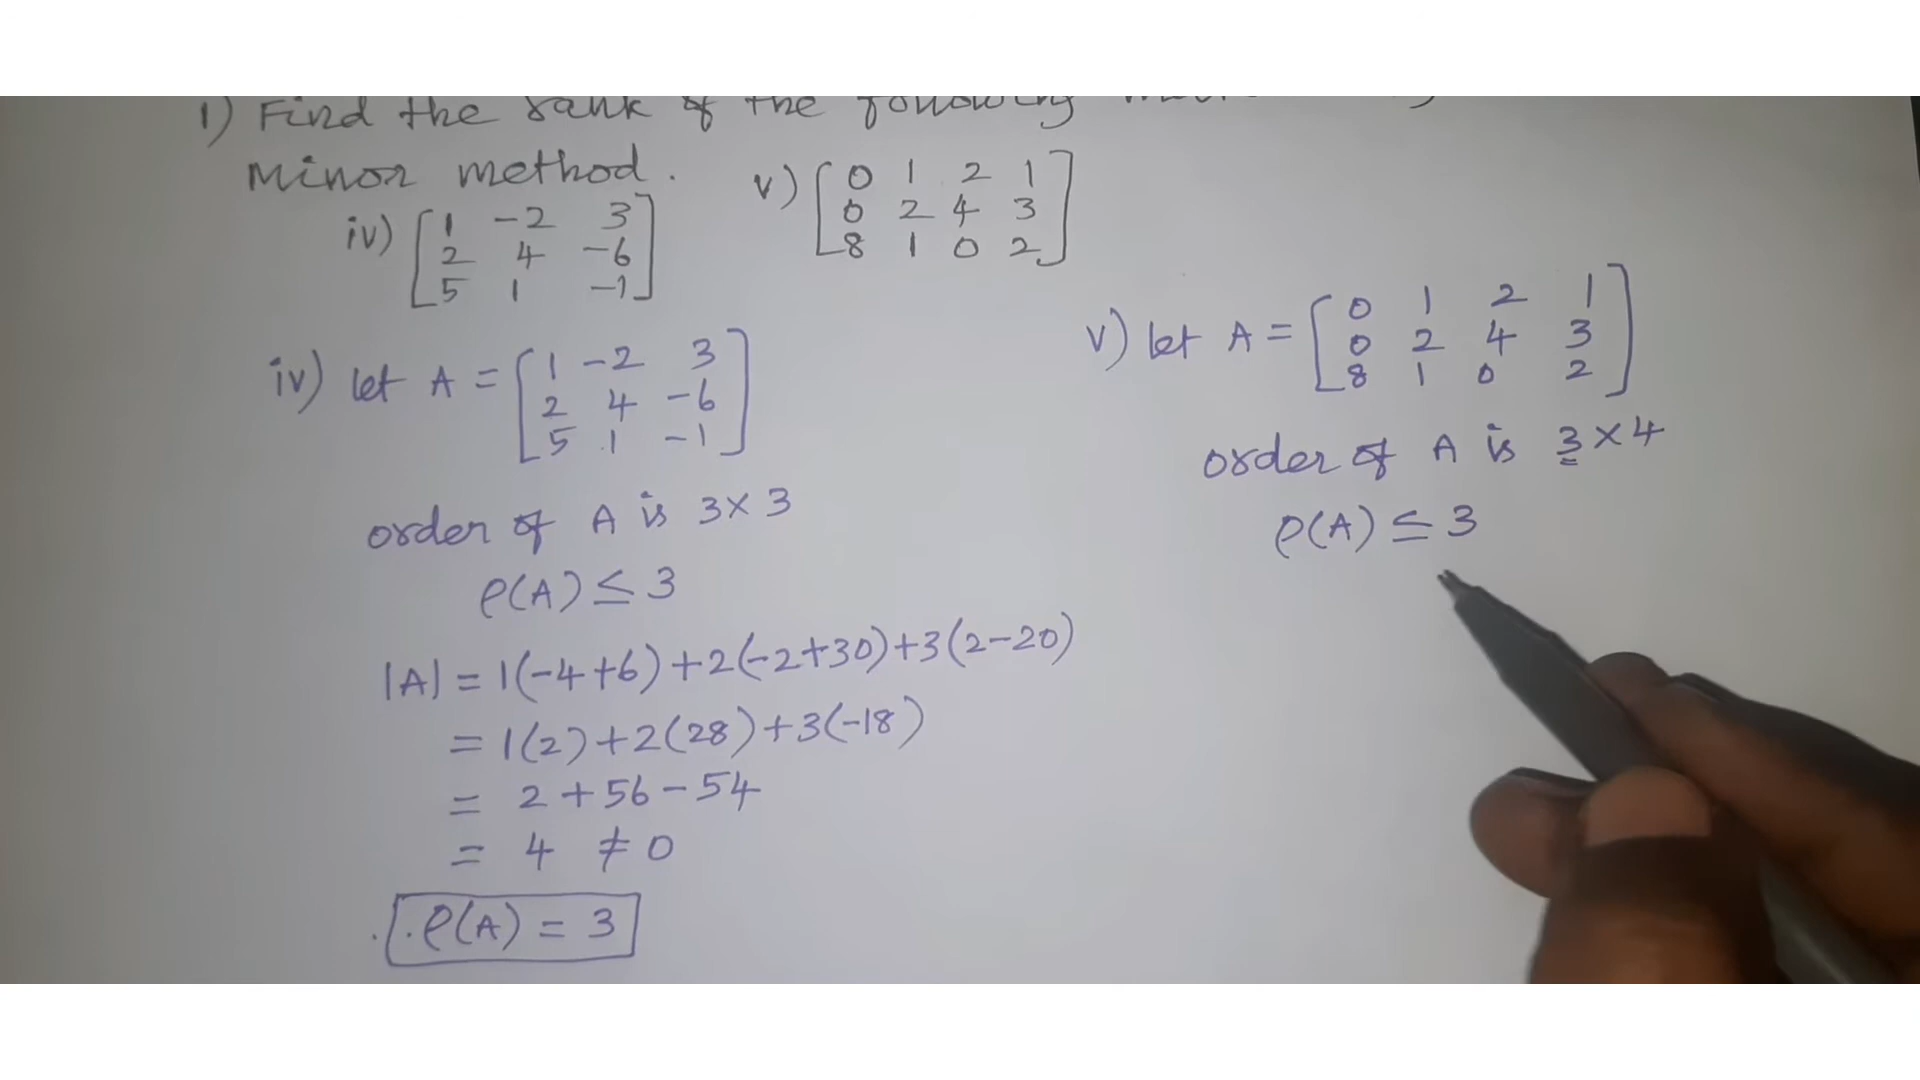 1) Find the rank of the following
Minor method.
iv) [1 -2 3
2 4 -6
5 1 -1]
v) [0 1 2 1
0 2 4 3
8 1 0 2]
iv) let A = [1 -2 3
2 4 -6
5 1 -1]
order of A is 3 × 3
ρ(A) ≤ 3
|A| = 1(-4+6)+2(-2+30)+3(2-20)
= 1(2)+2(28)+3(-18)
= 2+56-54
= 4 ≠ 0
∴ ρ(A) = 3
v) let A = [0 1 2 1
0 2 4 3
8 1 0 2]
order of A is 3 × 4
ρ(A) ≤ 3